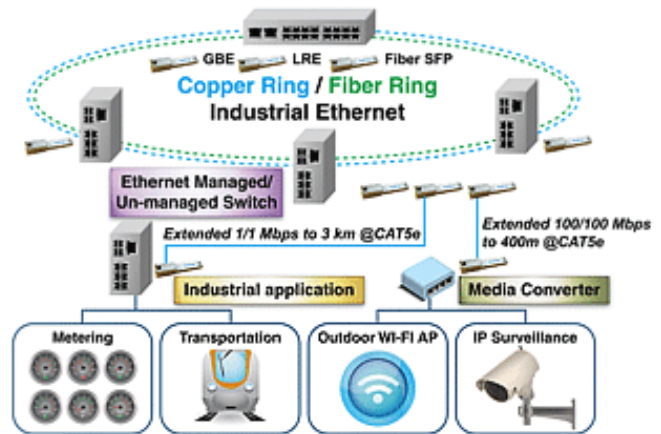 GBE LRE Fiber SFP
Copper Ring / Fiber Ring
Industrial Ethernet
Ethernet Managed/
Un-managed Switch
Extended 1/1 Mbps to 3 km @CAT5e
Extended 100/100 Mbps
to 400m @CAT5e
Industrial application
Media Converter
Metering
Transportation
Outdoor WI-FI AP
IP Surveillance